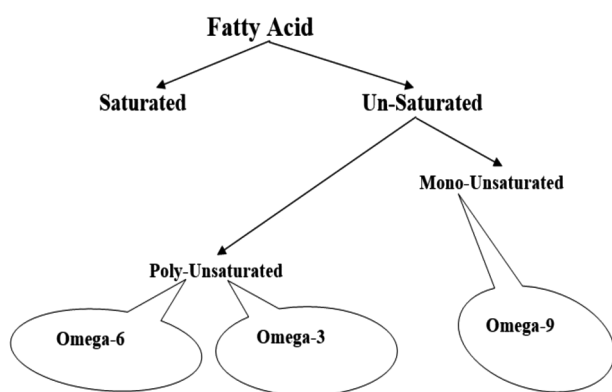 Fatty Acid
Saturated
Un-Saturated
Mono-Unsaturated
Poly-Unsaturated
Omega-6
Omega-3
Omega-9